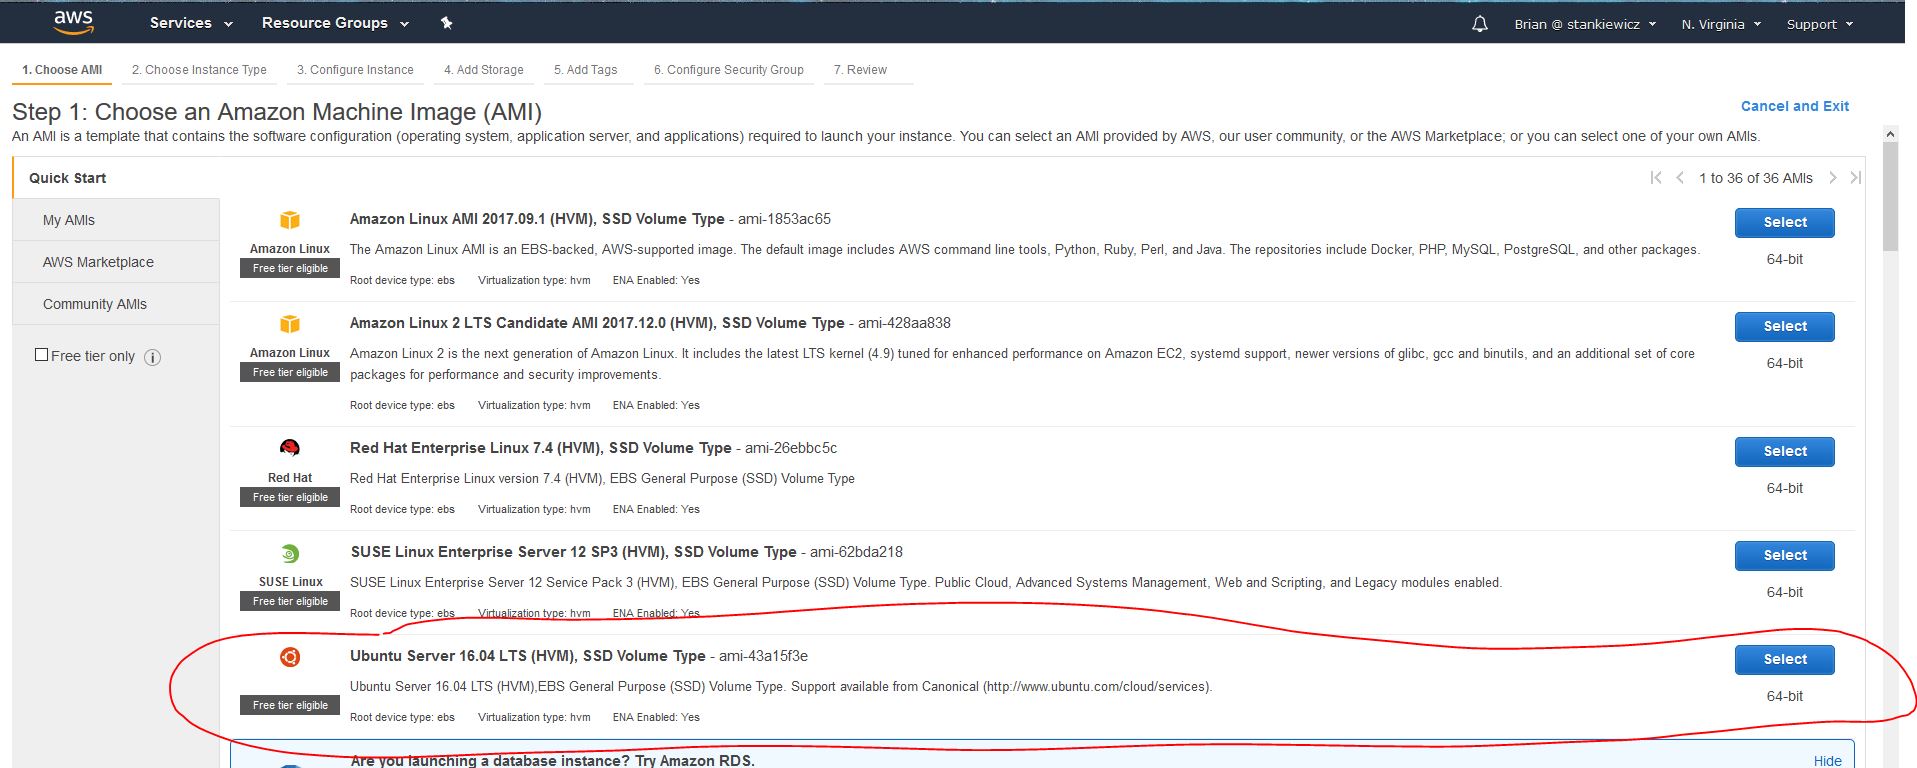 aws Services Resource Groups Brian @ stankiewicz N. Virginia Support
1. Choose AMI 2. Choose Instance Type 3. Configure Instance 4. Add Storage 5. Add Tags 6. Configure Security Group 7. Review
Step 1: Choose an Amazon Machine Image (AMI)
Cancel and Exit
An AMI is a template that contains the software configuration (operating system, application server, and applications) required to launch your instance. You can select an AMI provided by AWS, our user community, or the AWS Marketplace; or you can select one of your own AMIs.
Quick Start
My AMIs
AWS Marketplace
Community AMIs
Free tier only
1 to 36 of 36 AMIs
Amazon Linux
Free tier eligible
Amazon Linux AMI 2017.09.1 (HVM), SSD Volume Type - ami-1853ac65
The Amazon Linux AMI is an EBS-backed, AWS-supported image. The default image includes AWS command line tools, Python, Ruby, Perl, and Java. The repositories include Docker, PHP, MySQL, PostgreSQL, and other packages.
Root device type: ebs Virtualization type: hvm ENA Enabled: Yes
Select
64-bit
Amazon Linux
Free tier eligible
Amazon Linux 2 LTS Candidate AMI 2017.12.0 (HVM), SSD Volume Type - ami-428aa838
Amazon Linux 2 is the next generation of Amazon Linux. It includes the latest LTS kernel (4.9) tuned for enhanced performance on Amazon EC2, systemd support, newer versions of glibc, gcc and binutils, and an additional set of core
packages for performance and security improvements.
Root device type: ebs Virtualization type: hvm ENA Enabled: Yes
Select
64-bit
Red Hat
Free tier eligible
Red Hat Enterprise Linux 7.4 (HVM), SSD Volume Type - ami-26ebbc5c
Red Hat Enterprise Linux version 7.4 (HVM), EBS General Purpose (SSD) Volume Type
Root device type: ebs Virtualization type: hvm ENA Enabled: Yes
Select
64-bit
SUSE Linux
Free tier eligible
SUSE Linux Enterprise Server 12 SP3 (HVM), SSD Volume Type - ami-62bda218
SUSE Linux Enterprise Server 12 Service Pack 3 (HVM), EBS General Purpose (SSD) Volume Type. Public Cloud, Advanced Systems Management, Web and Scripting, and Legacy modules enabled.
Root device type: ebs Virtualization type: hvm ENA Enabled: Yes
Select
64-bit
Free tier eligible
Ubuntu Server 16.04 LTS (HVM), SSD Volume Type - ami-43a15f3e
Ubuntu Server 16.04 LTS (HVM),EBS General Purpose (SSD) Volume Type. Support available from Canonical (http://www.ubuntu.com/cloud/services).
Root device type: ebs Virtualization type: hvm ENA Enabled: Yes
Select
64-bit
Are you launching a database instance? Try Amazon RDS.
Hide